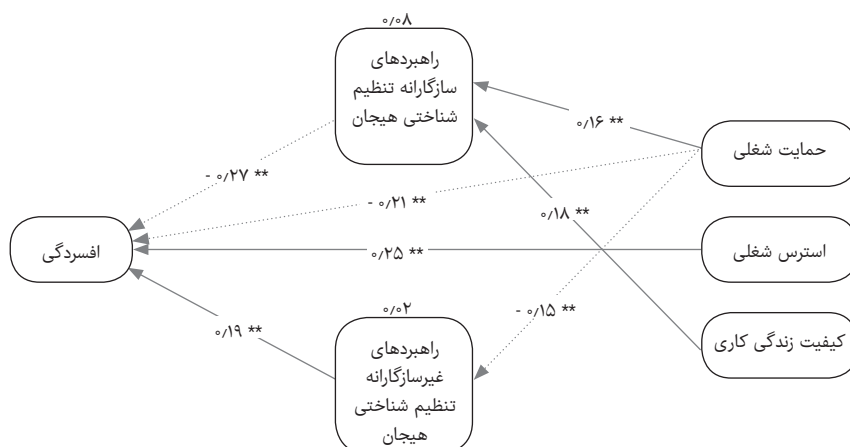 ۰٫۰۸
راهبردهای
سازگارانه تنظیم
شناختی هیجان
۰٫۱۶ **
حمایت شغلی
- ۰٫۲۷ **
- ۰٫۲۱ **
۰٫۱۸ **
افسردگی
۰٫۲۵ **
استرس شغلی
۰٫۱۹ **
۰٫۰۲
- ۰٫۱۵ **
راهبردهای
غیرسازگارانه
تنظیم شناختی
هیجان
کیفیت زندگی کاری